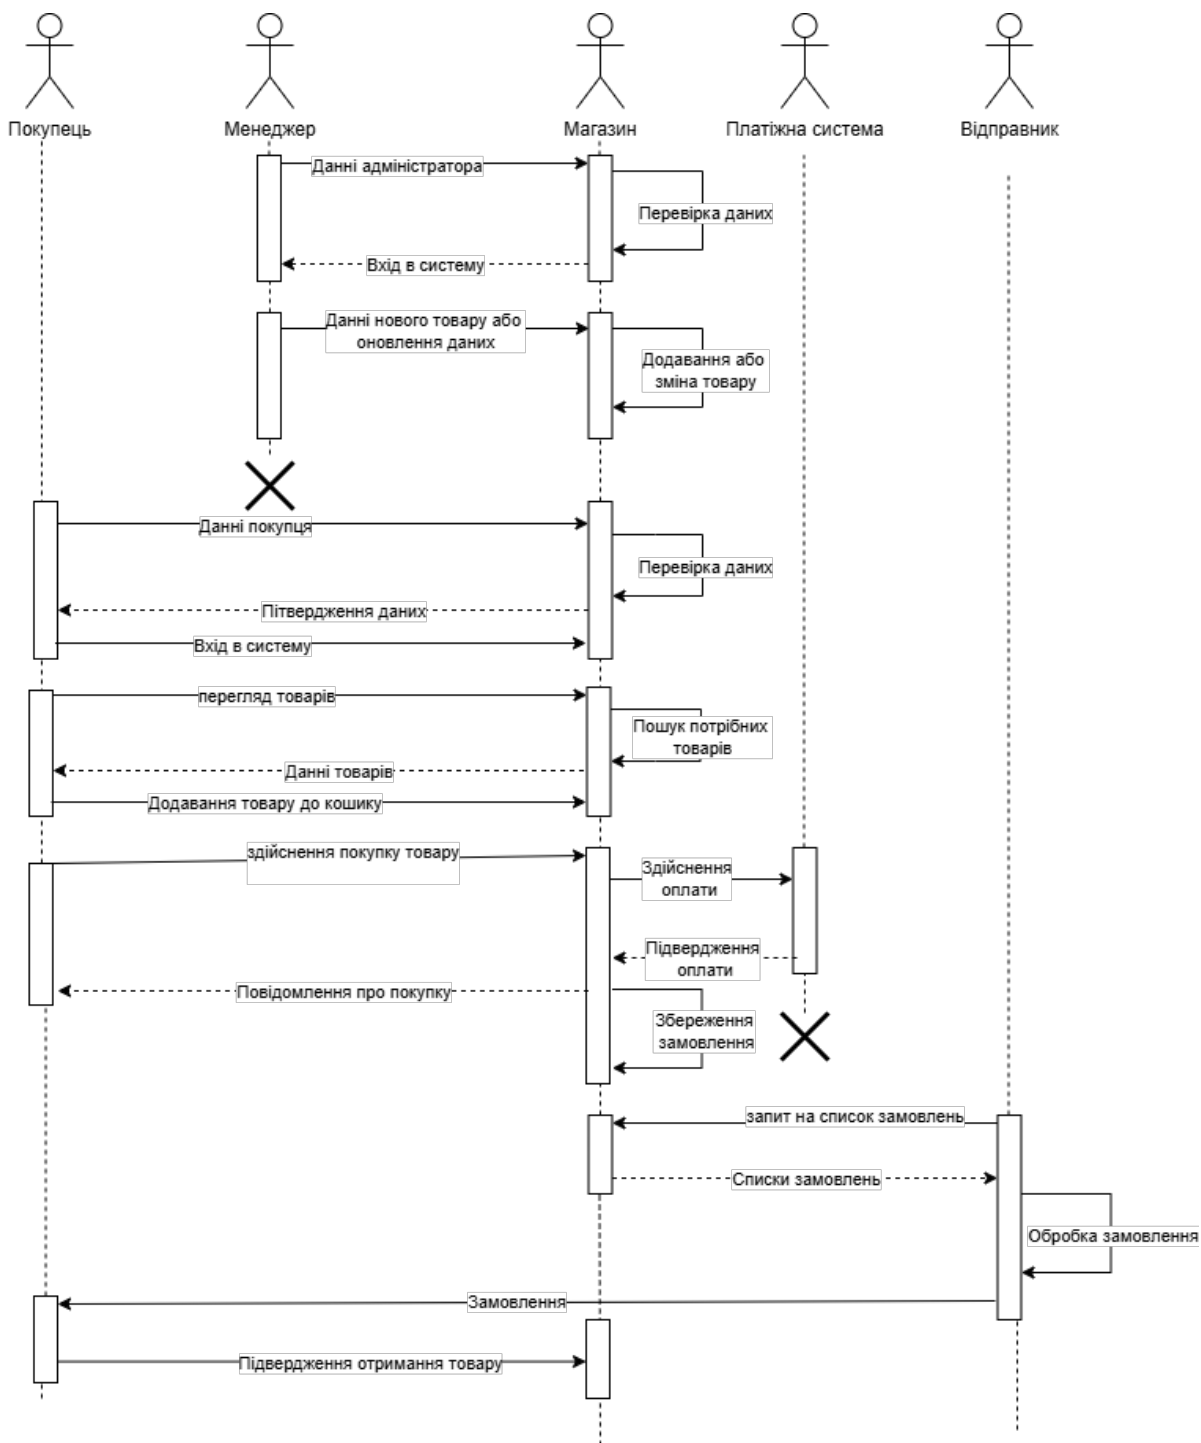 Покупець
Менеджер
Магазин
Платіжна система
Відправник
Данні адміністратора
Перевірка даних
Вхід в систему
Данні нового товару або
оновлення даних
Додавання або
зміна товару
Данні покупця
Перевірка даних
Пітвердження даних
Вхід в систему
перегляд товарів
Пошук потрібних
товарів
Данні товарів
Додавання товару до кошику
здійснення покупку товару
Здійснення
оплати
Підвердження
оплати
Повідомлення про покупку
Збереження
замовлення
запит на список замовлень
Списки замовлень
Обробка замовлення
Замовлення
Підвердження отримання товару